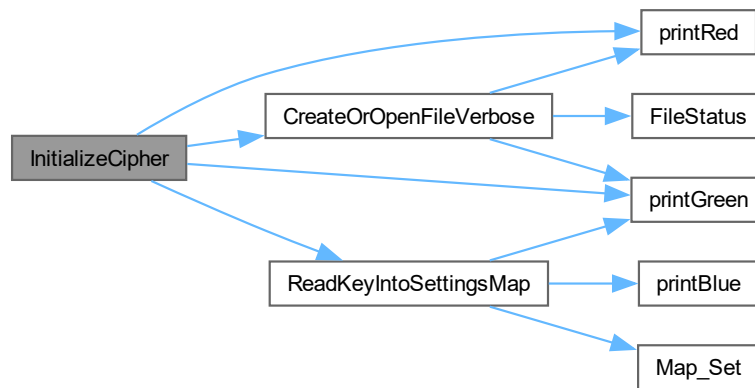 printRed
CreateOrOpenFileVerbose
FileStatus
InitializeCipher
printGreen
ReadKeyIntoSettingsMap
printBlue
Map_Set